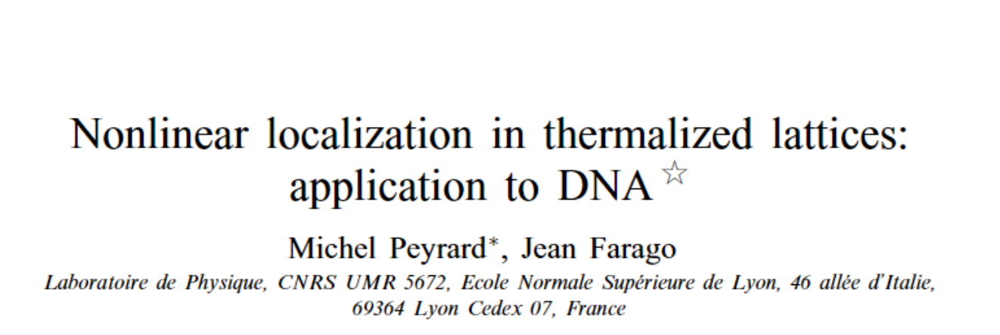 Nonlinear localization in thermalized lattices:
application to DNA☆
Michel Peyrard*, Jean Farago
Laboratoire de Physique, CNRS UMR 5672, Ecole Normale Supérieure de Lyon, 46 allée d'Italie,
69364 Lyon Cedex 07, France